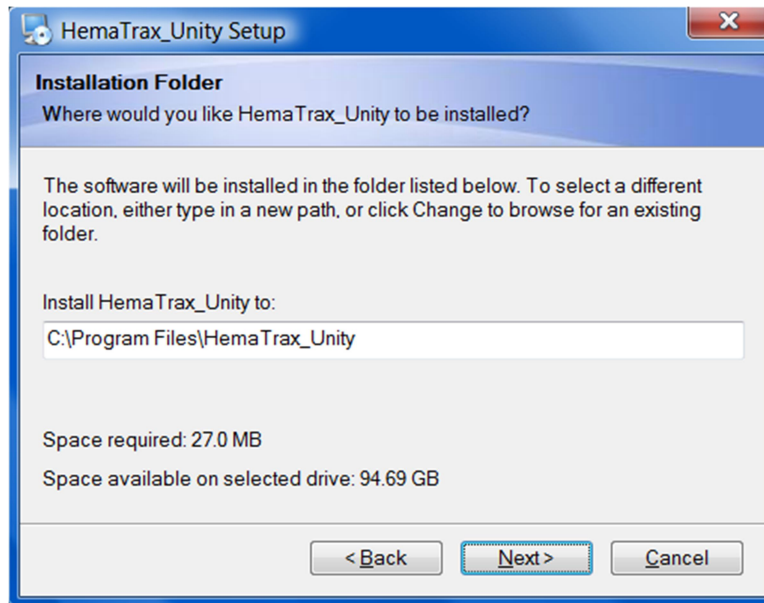 HemaTrax_Unity Setup
Installation Folder
Where would you like HemaTrax_Unity to be installed?
The software will be installed in the folder listed below. To select a different
location, either type in a new path, or click Change to browse for an existing
folder.
Install HemaTrax_Unity to:
C:\Program Files\HemaTrax_Unity
Space required: 27.0 MB
Space available on selected drive: 94.69 GB
< Back Next > Cancel